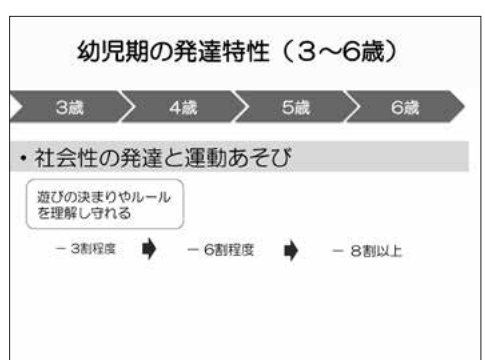 幼児期の発達特性（3〜6歳）
3歳 4歳 5歳 6歳
・社会性の発達と運動あそび
遊びの決まりやルール
を理解し守れる
− 3割程度 − 6割程度 − 8割以上